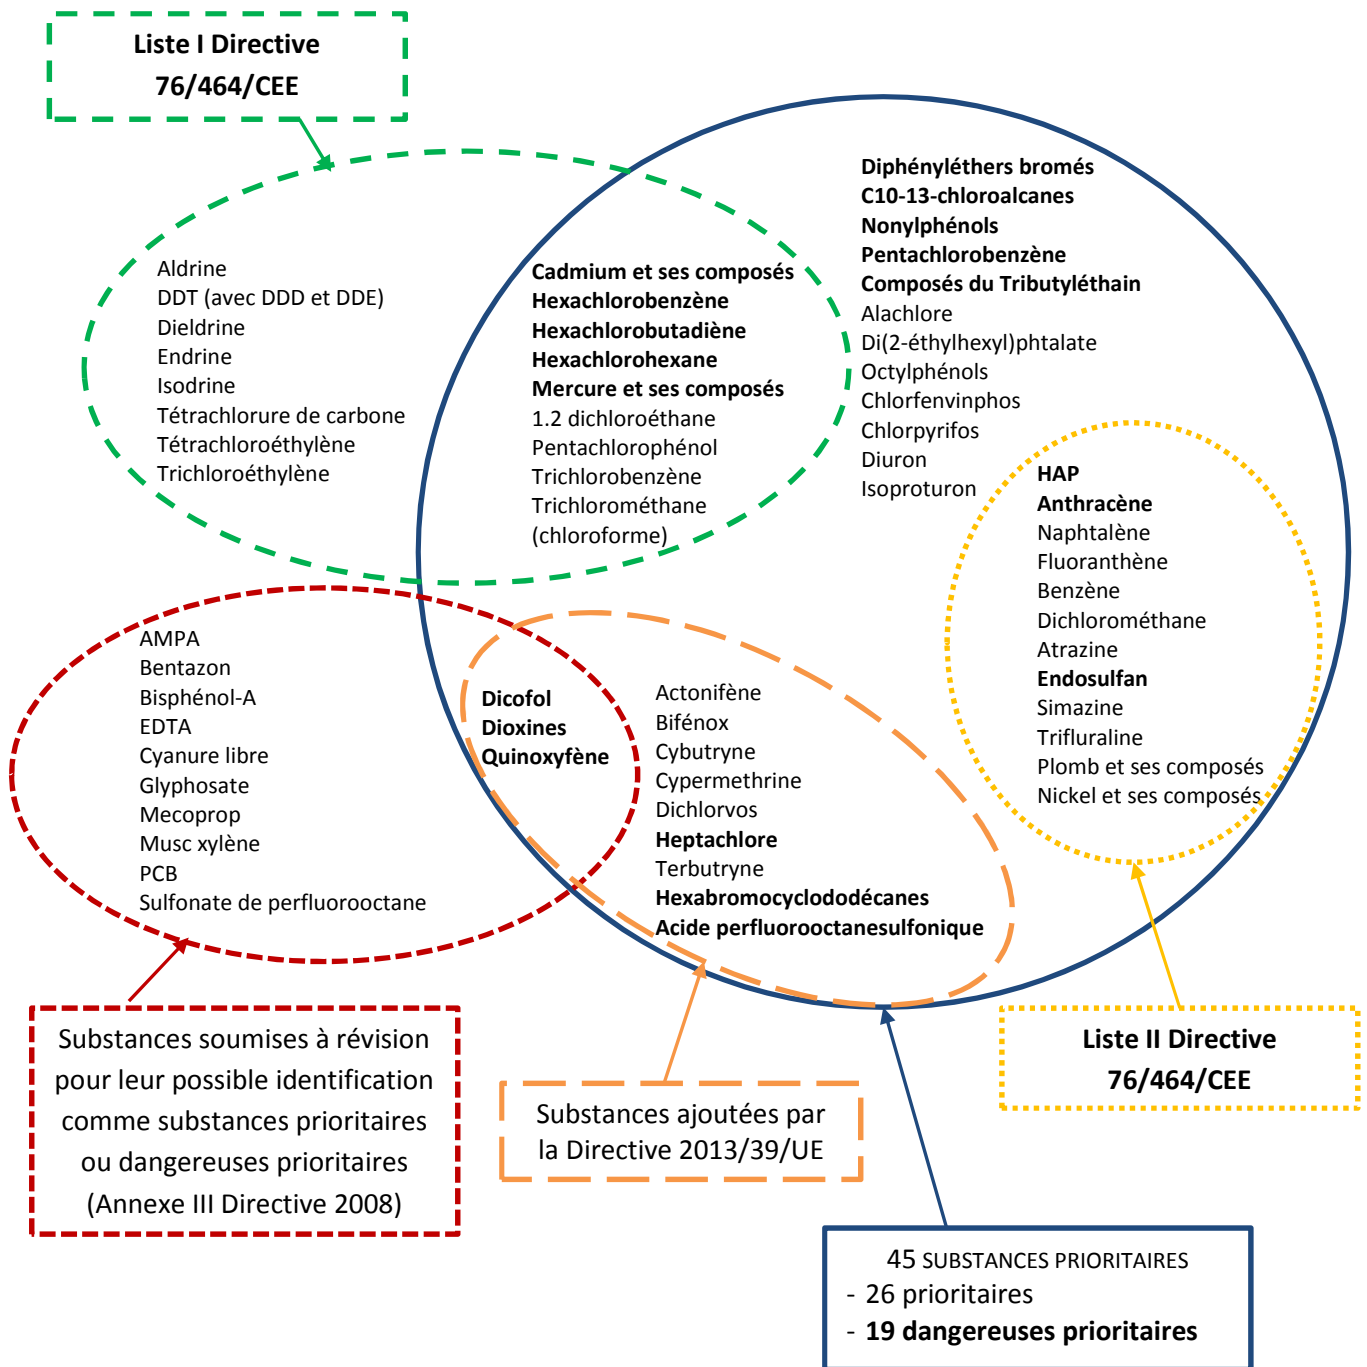 Liste I Directive
76/464/CEE
Diphényléthers bromés
C10-13-chloroalcanes
Nonylphénols
Pentachlorobenzène
Composés du Tributyléthain
Alachlore
Di(2-éthylhexyl)phtalate
Octylphénols
Chlorfenvinphos
Chlorpyrifos
Diuron
Isoproturon
Aldrine
DDT (avec DDD et DDE)
Dieldrine
Endrine
Isodrine
Tétrachlorure de carbone
Tétrachloroéthylène
Trichloroéthylène
Cadmium et ses composés
Hexachlorobenzène
Hexachlorobutadiène
Hexachlorohexane
Mercure et ses composés
1.2 dichloroéthane
Pentachlorophénol
Trichlorobenzène
Trichlorométhane
(chloroforme)
HAP
Anthracène
Naphtalène
Fluoranthène
Benzène
Dichlorométhane
Atrazine
Endosulfan
Simazine
Trifluraline
Plomb et ses composés
Nickel et ses composés
AMPA
Bentazon
Bisphénol-A
EDTA
Cyanure libre
Glyphosate
Mecoprop
Musc xylène
PCB
Sulfonate de perfluorooctane
Dicofol
Dioxines
Quinoxyfène
Actonifène
Bifénox
Cybutryne
Cypermethrine
Dichlorvos
Heptachlore
Terbutryne
Hexabromocyclododécanes
Acide perfluorooctanesulfonique
Substances soumises à révision
pour leur possible identification
comme substances prioritaires
ou dangereuses prioritaires
(Annexe III Directive 2008)
Substances ajoutées par
la Directive 2013/39/UE
Liste II Directive
76/464/CEE
45 SUBSTANCES PRIORITAIRES
- 26 prioritaires
- 19 dangereuses prioritaires